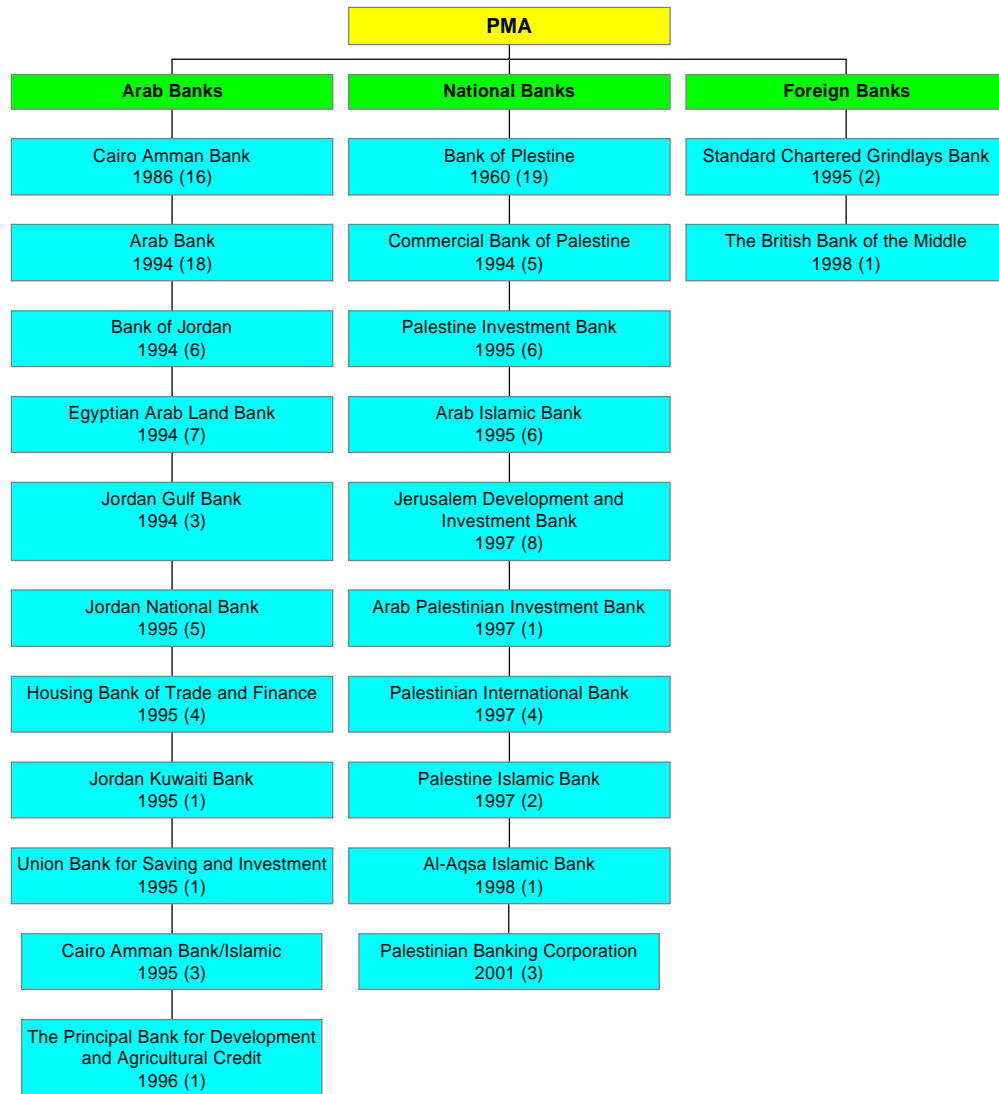 PMA
Arab Banks
Cairo Amman Bank
1986 (16)
Arab Bank
1994 (18)
Bank of Jordan
1994 (6)
Egyptian Arab Land Bank
1994 (7)
Jordan Gulf Bank
1994 (3)
Jordan National Bank
1995 (5)
Housing Bank of Trade and Finance
1995 (4)
Jordan Kuwaiti Bank
1995 (1)
Union Bank for Saving and Investment
1995 (1)
Cairo Amman Bank/Islamic
1995 (3)
The Principal Bank for Development
and Agricultural Credit
1996 (1)
National Banks
Bank of Plestine
1960 (19)
Commercial Bank of Palestine
1994 (5)
Palestine Investment Bank
1995 (6)
Arab Islamic Bank
1995 (6)
Jerusalem Development and
Investment Bank
1997 (8)
Arab Palestinian Investment Bank
1997 (1)
Palestinian International Bank
1997 (4)
Palestine Islamic Bank
1997 (2)
Al-Aqsa Islamic Bank
1998 (1)
Palestinian Banking Corporation
2001 (3)
Foreign Banks
Standard Chartered Grindlays Bank
1995 (2)
The British Bank of the Middle
1998 (1)